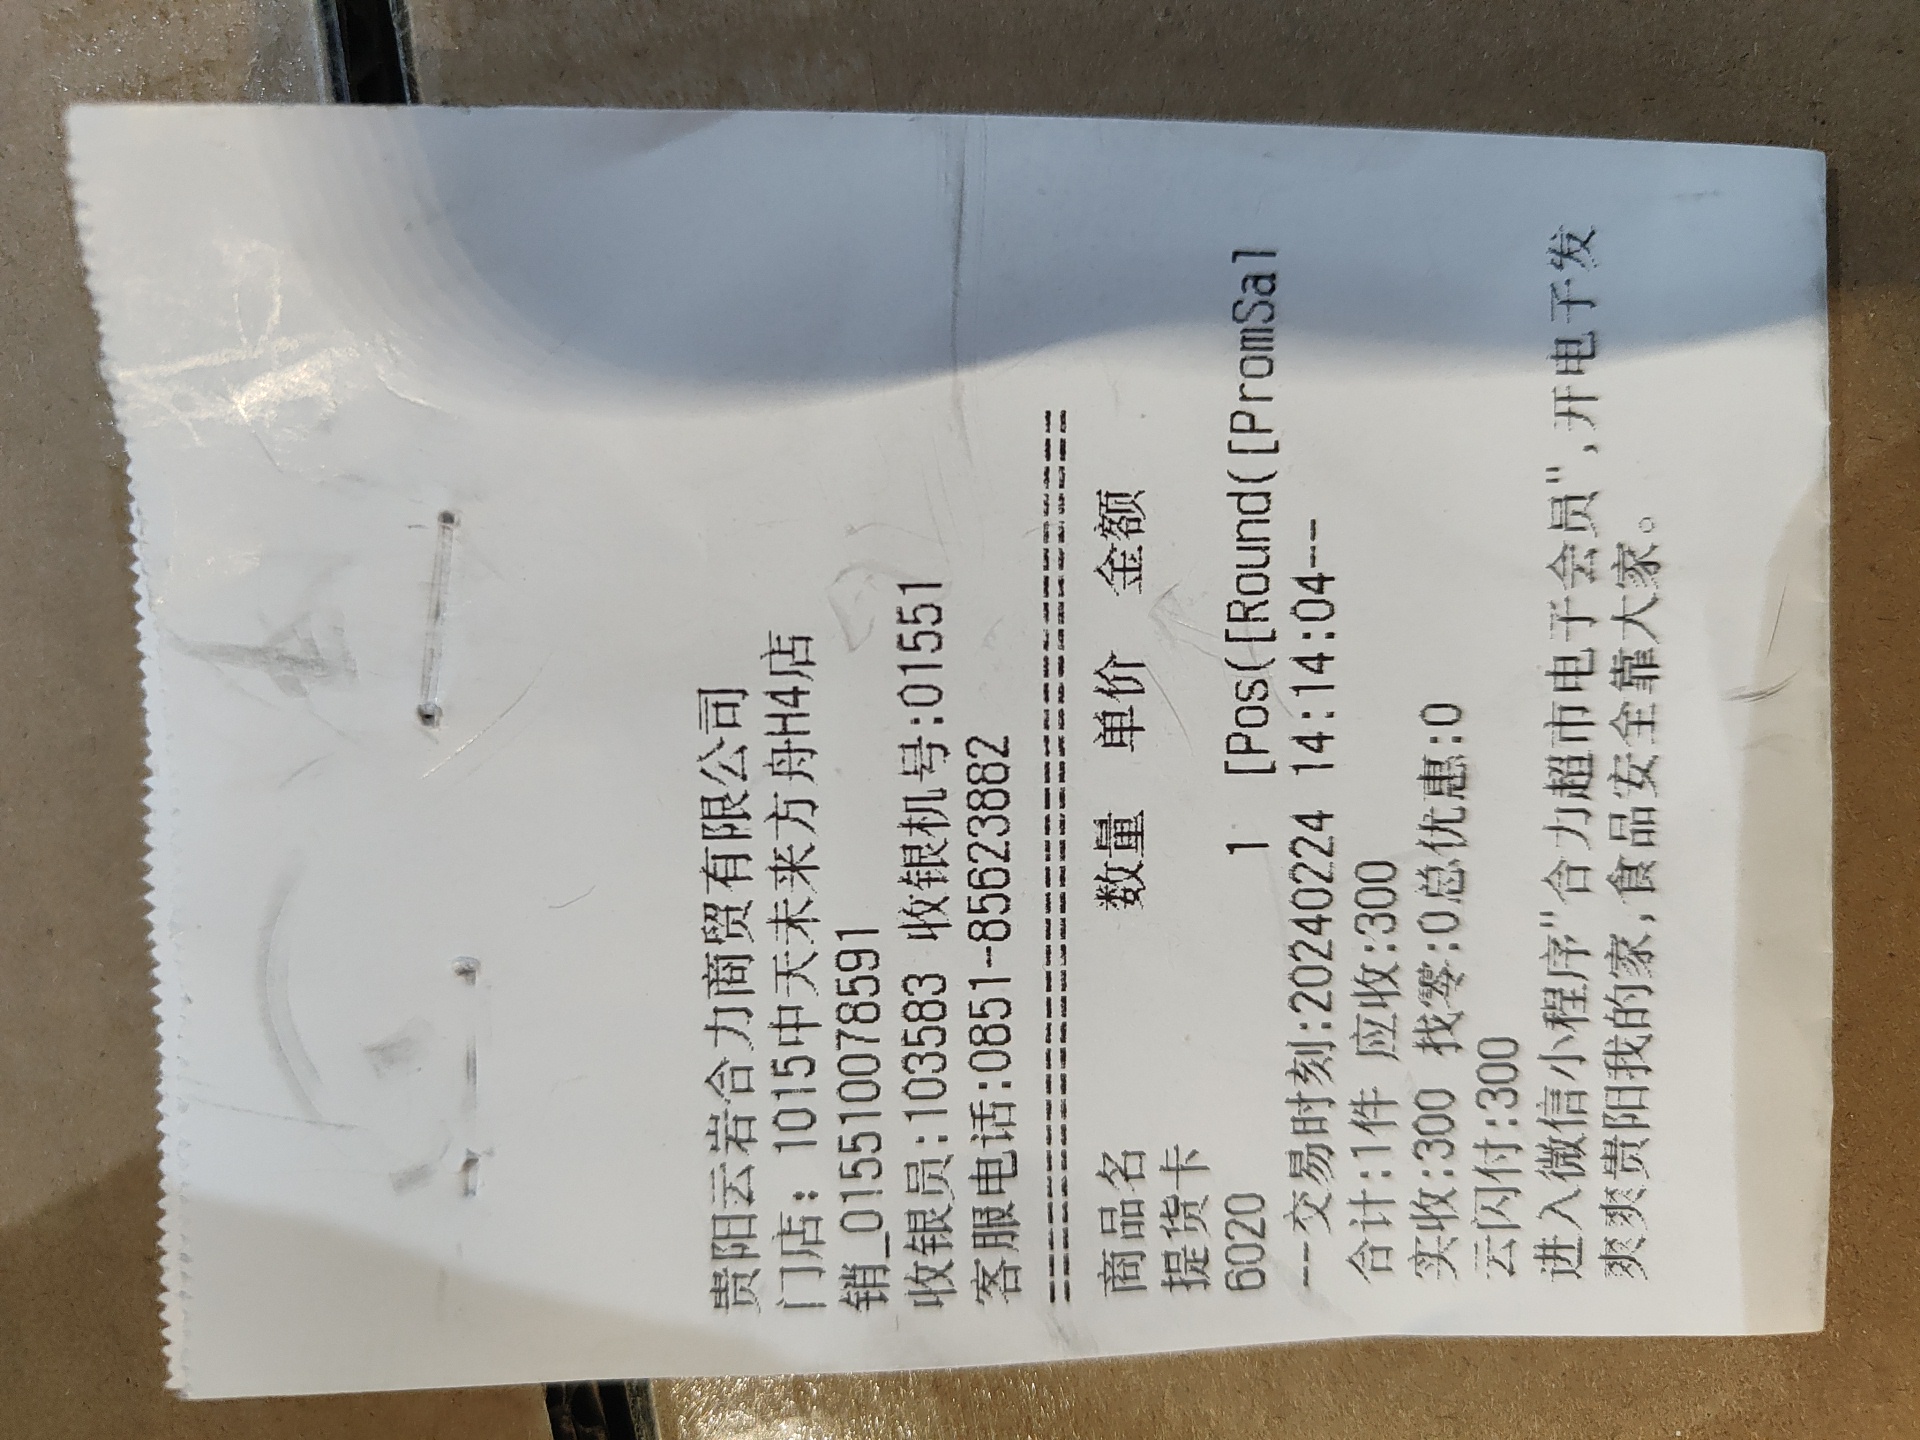 贵阳云岩合力商贸有限公司
门店：1015中天未来方舟H4店
销_01551007859​1
收银员:103583 收银机号:01551
客服电话:0851-85623882
========================================
商品名 数量 单价 金额
提货卡
6020 1 [Pos([Round([PromSal
--交易时刻:20240224 14:14:04--
合计:1件 应收:300
实收:300 找零:0总优惠:0
云闪付:300
进入微信小程序"合力超市电子会员",开电子发
爽爽贵阳我的家,食品安全靠大家。